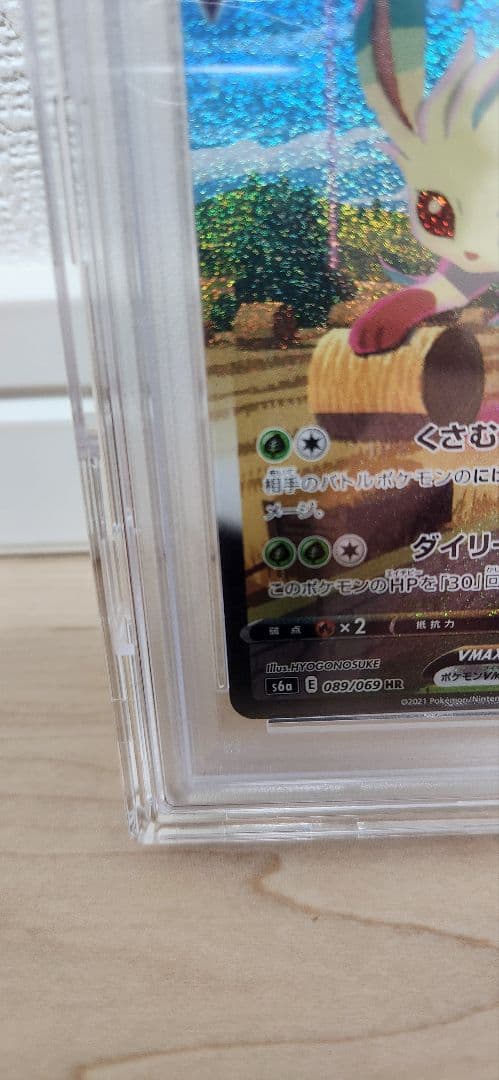 くさむ
相手のバトルポケモンのにに
メージ。
ダイリー
このポケモンのHPを「30」回
弱点 ×2 抵抗力
Illus.HYOGONOSUKE
VMAX
s6a E 089/069 HR
ポケモンVM
©2021 Pokémon/Ninten